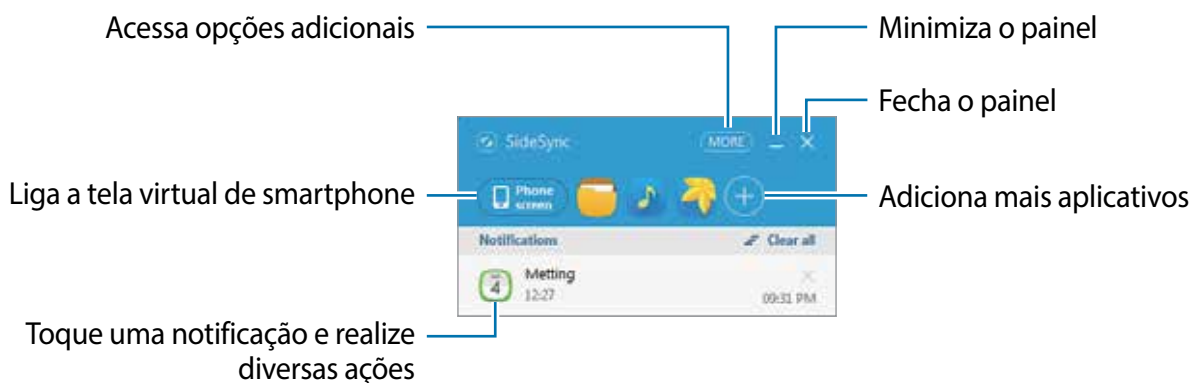 Acessa opções adicionais
Minimiza o painel
Fecha o painel
SideSync
MORE
Liga a tela virtual de smartphone
Phone
screen
Adiciona mais aplicativos
Notifications
Clear all
4
Metting
12:27
09:31 PM
Toque uma notificação e realize
diversas ações